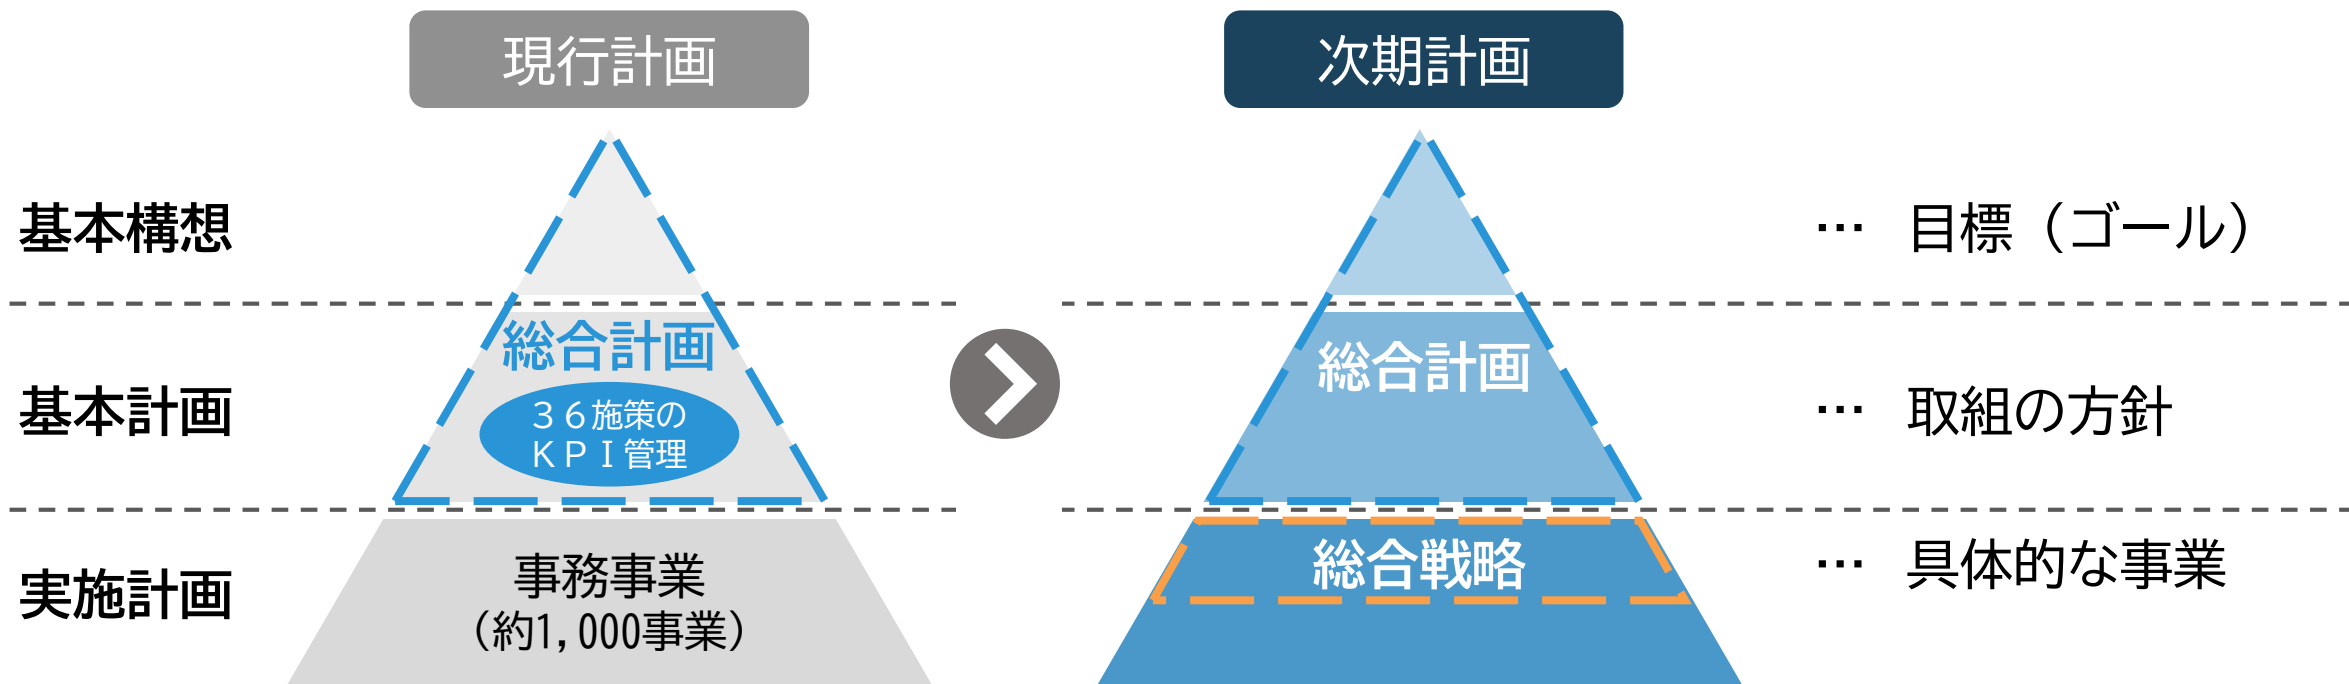 現行計画
次期計画
基本構想
… 目標（ゴール）
総合計画
３６施策の
ＫＰＩ管理
総合計画
基本計画
… 取組の方針
実施計画
事務事業
（約1,000事業）
総合戦略
… 具体的な事業